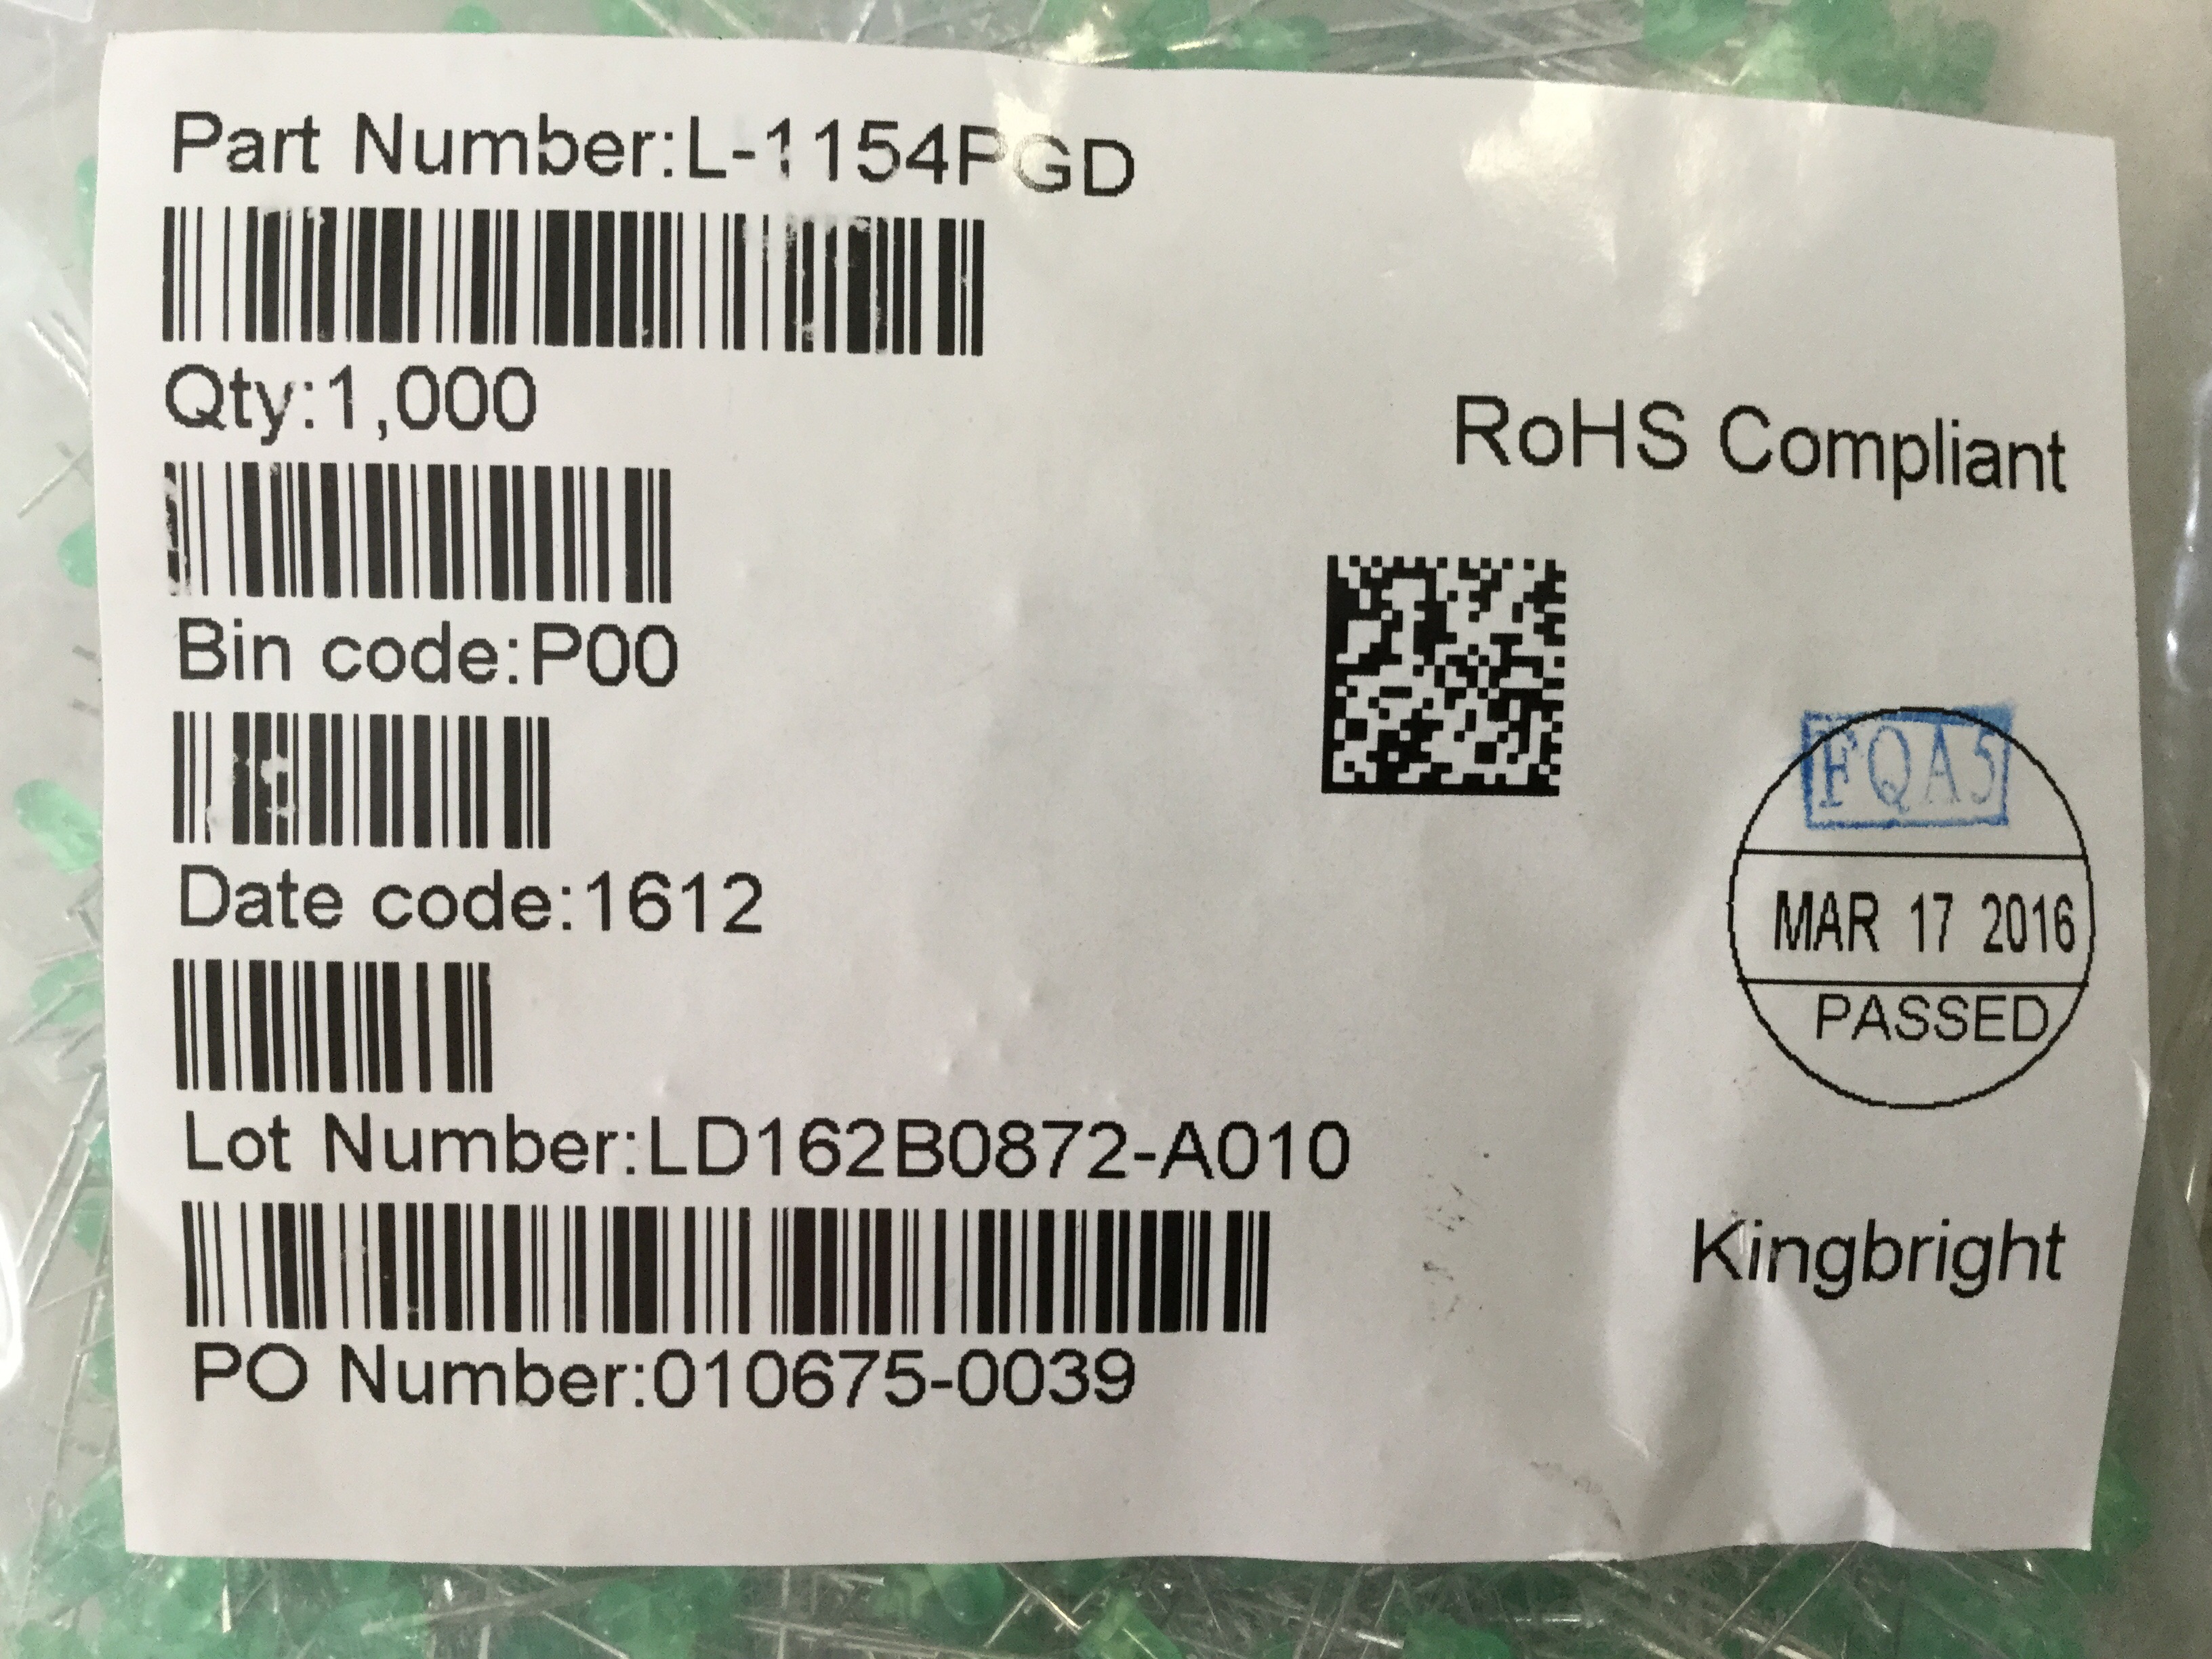 Part Number:L-1154PGD
Qty:1,000
Bin code:P00
Date code:1612
Lot Number:LD162B0872-A010
PO Number:010675-0039
RoHS Compliant
FQA5
MAR 17 2016
PASSED
Kingbright